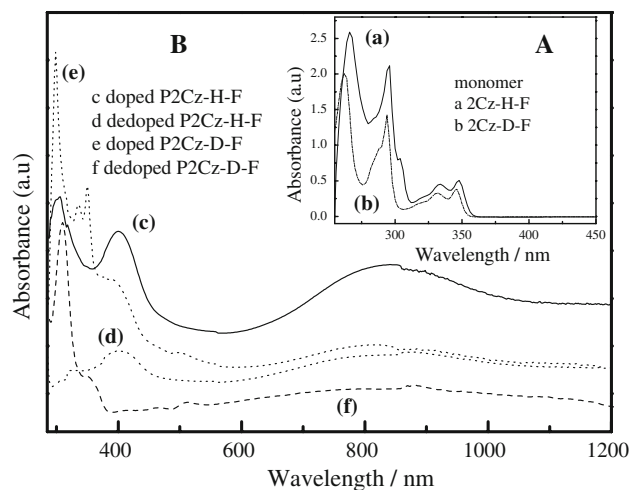 B
A
(e)
c doped P2Cz-H-F
d dedoped P2Cz-H-F
e doped P2Cz-D-F
f dedoped P2Cz-D-F
(c)
(d)
(f)
Absorbance (a.u)
400
600
800
1000
1200
Wavelength / nm
(a)
monomer
a 2Cz-H-F
b 2Cz-D-F
(b)
Absorbance (a.u)
2.5
2.0
1.5
1.0
0.5
0.0
300
350
400
450
Wavelength / nm